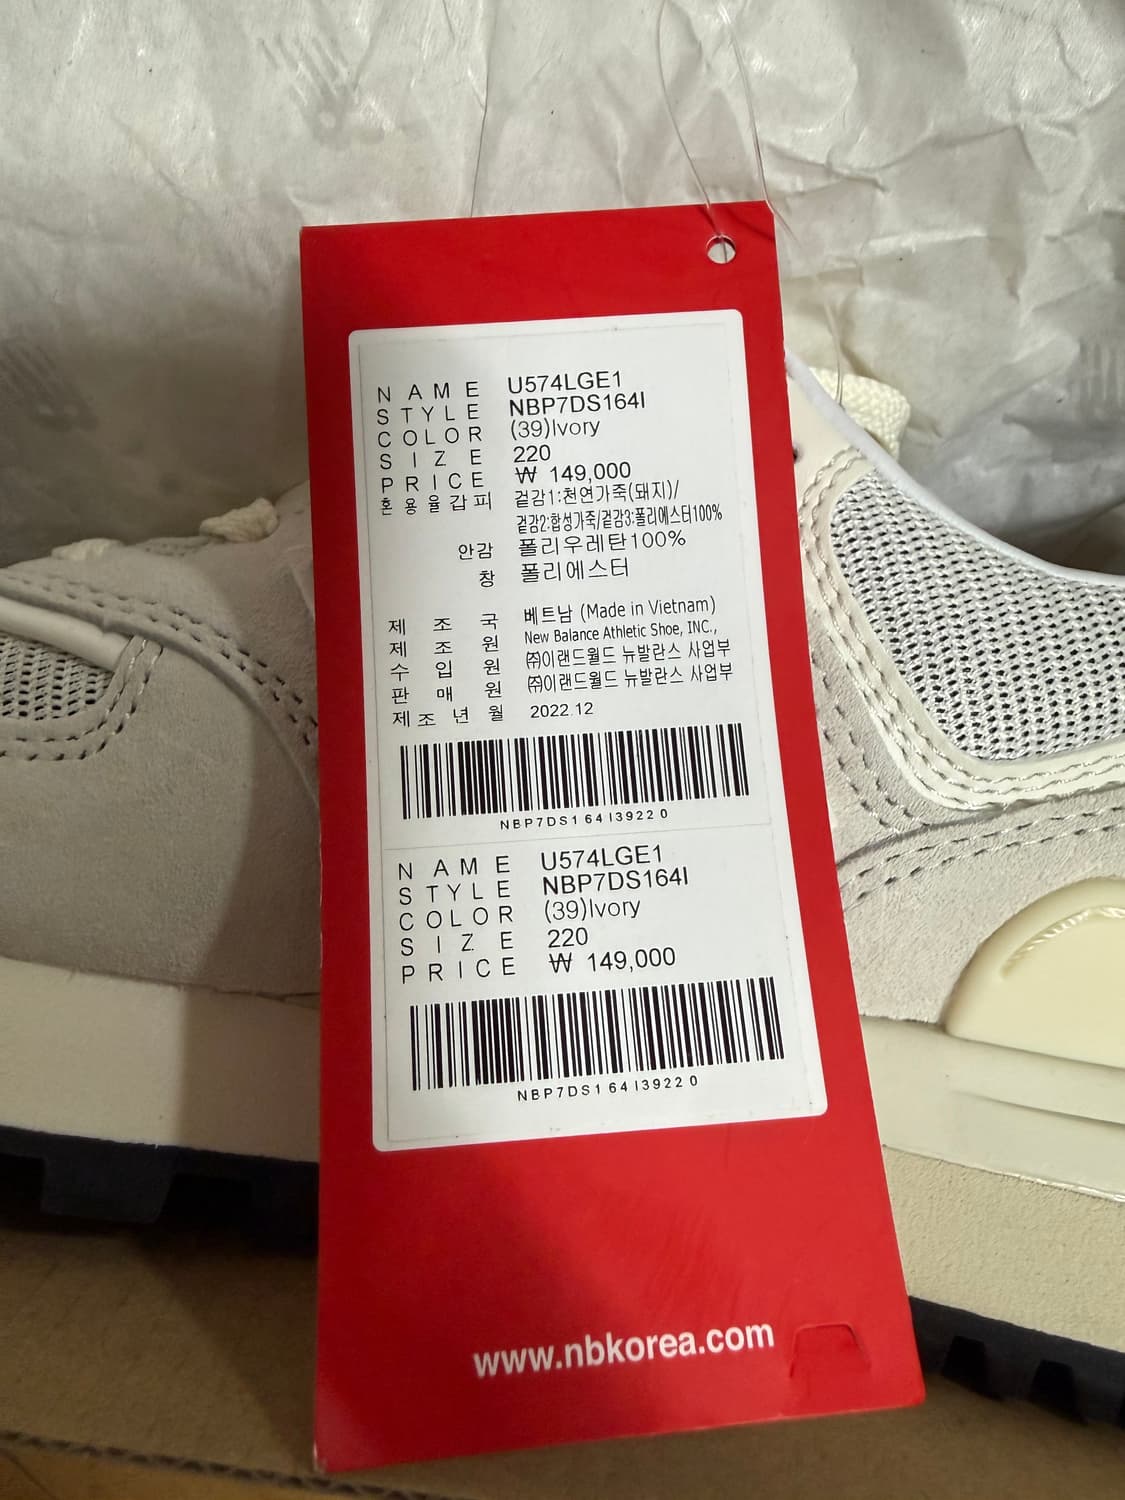 NAME U574LGE1
STYLE NBP7DS164I
COLOR (39)Ivory
SIZE 220
PRICE ₩ 149,000
혼용율갑피 겉감1:천연가죽(돼지)/
겉감2:합성가죽/겉감3:폴리에스터100%
안감 폴리우레탄100%
창 폴리에스터
제조국 베트남 (Made in Vietnam)
제조원 New Balance Athletic Shoe, INC.,
수입원 ㈜이랜드월드 뉴발란스 사업부
판매원 ㈜이랜드월드 뉴발란스 사업부
제조년월 2022.12
NBP7DS164I39220
NAME U574LGE1
STYLE NBP7DS164I
COLOR (39)Ivory
SIZE 220
PRICE ₩ 149,000
NBP7DS164I39220
www.nbkorea.com